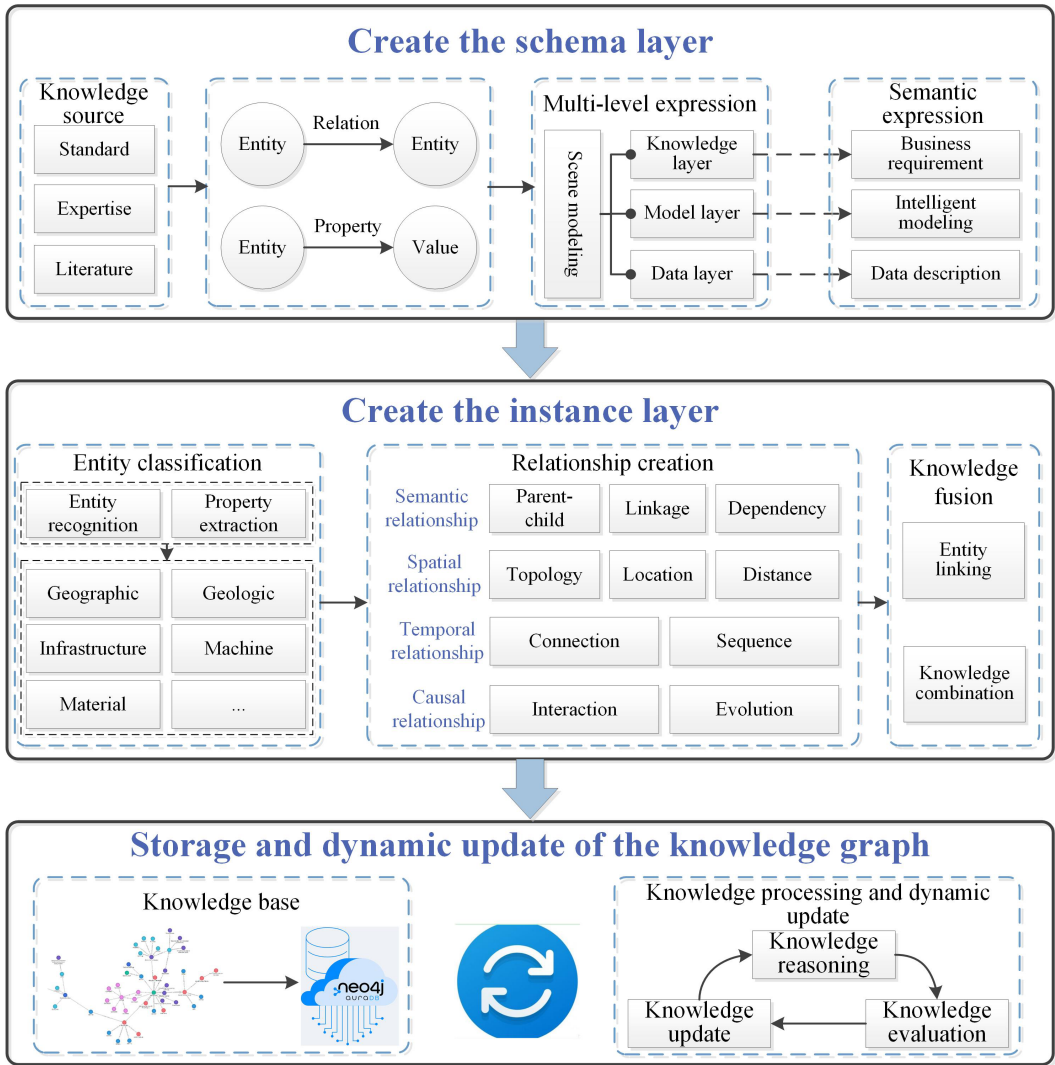 Create the schema layer
Knowledge
source
Standard
Expertise
Literature
Entity
Relation
Entity
Entity
Property
Value
Multi-level expression
Scene modeling
Knowledge
layer
Model layer
Data layer
Semantic
expression
Business
requirement
Intelligent
modeling
Data description
Create the instance layer
Entity classification
Entity
recognition
Property
extraction
Geographic
Geologic
Infrastructure
Machine
Material
...
Relationship creation
Semantic
relationship
Parent-
child
Linkage
Dependency
Spatial
relationship
Topology
Location
Distance
Temporal
relationship
Connection
Sequence
Causal
relationship
Interaction
Evolution
Knowledge
fusion
Entity
linking
Knowledge
combination
Storage and dynamic update of the knowledge graph
Knowledge base
neo4j
auraDB
Knowledge processing and dynamic
update
Knowledge
reasoning
Knowledge
update
Knowledge
evaluation